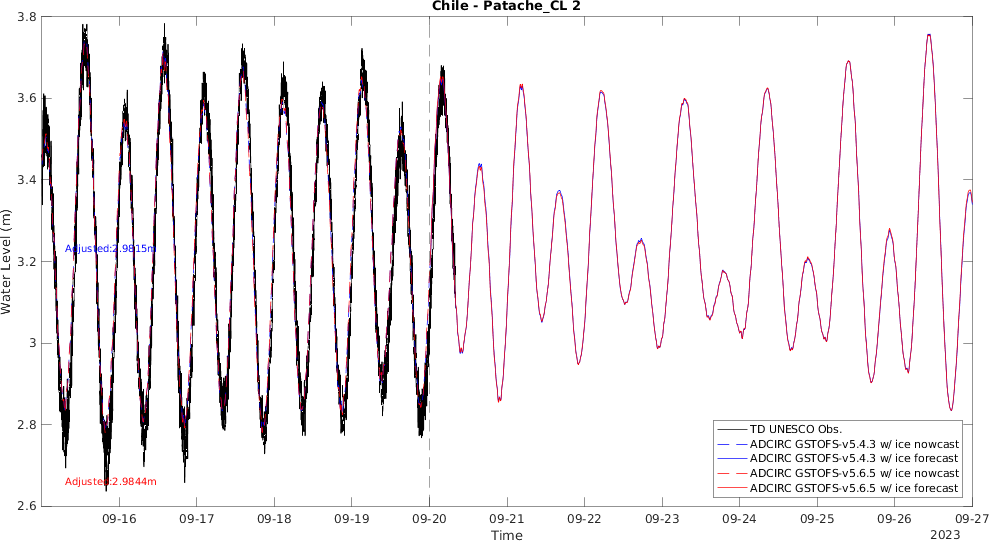 Chile - Patache_CL 2
3.8
3.6
3.4
3.2
3
2.8
2.6
Water Level (m)
Adjusted:2.9815m
Adjusted:2.9844m
TD UNESCO Obs.
ADCIRC GSTOFS-v5.4.3 w/ ice nowcast
ADCIRC GSTOFS-v5.4.3 w/ ice forecast
ADCIRC GSTOFS-v5.6.5 w/ ice nowcast
ADCIRC GSTOFS-v5.6.5 w/ ice forecast
09-16 09-17 09-18 09-19 09-20 09-21 09-22 09-23 09-24 09-25 09-26 09-27
Time
2023